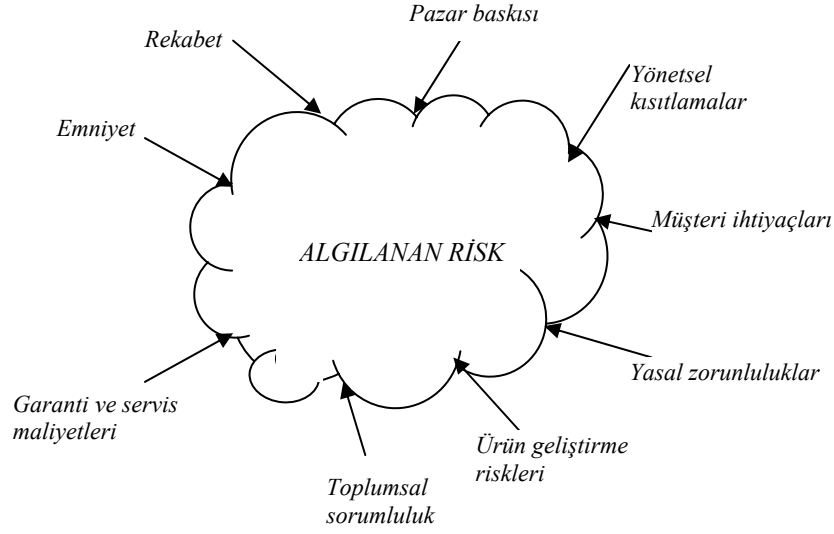 Pazar baskısı
Rekabet
Yönetsel
kısıtlamalar
Emniyet
Müşteri ihtiyaçları
ALGILANAN RİSK
Yasal zorunluluklar
Garanti ve servis
maliyetleri
Ürün geliştirme
riskleri
Toplumsal
sorumluluk